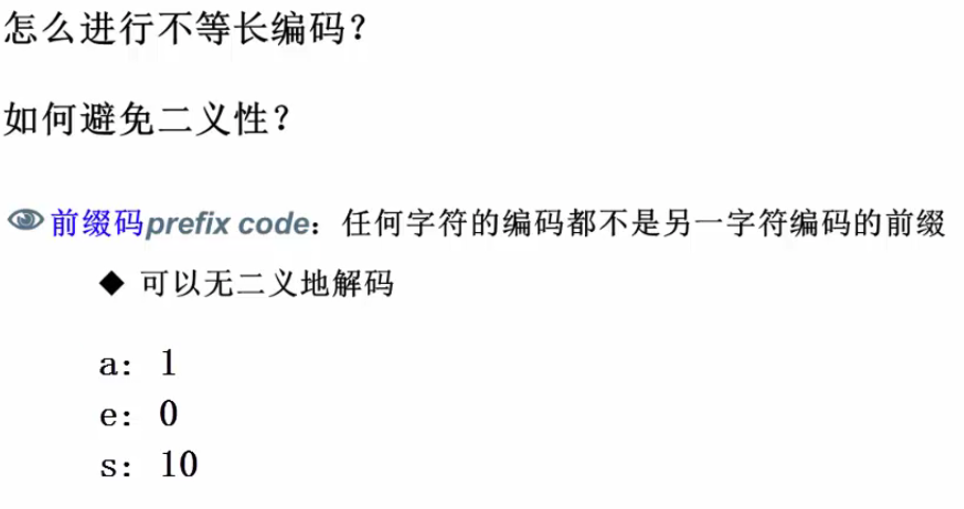 怎么进行不等长编码？
如何避免二义性？
前缀码prefix code：任何字符的编码都不是另一字符编码的前缀
◆ 可以无二义地解码
a：1
e：0
s：10